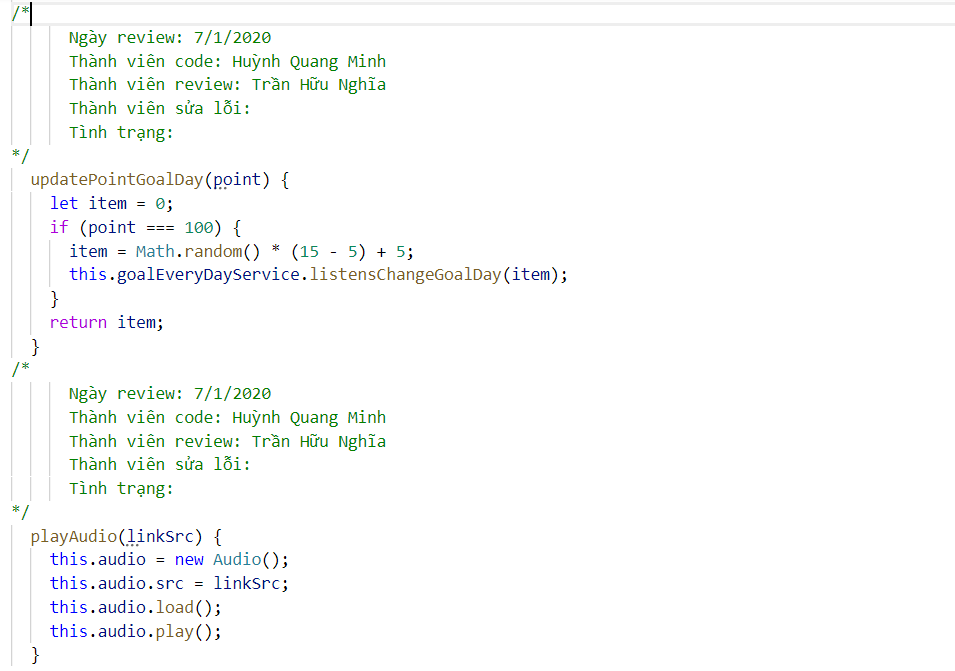 /*
Ngày review: 7/1/2020
Thành viên code: Huỳnh Quang Minh
Thành viên review: Trần Hữu Nghĩa
Thành viên sửa lỗi:
Tình trạng:
*/
updatePointGoalDay(point) {
let item = 0;
if (point === 100) {
item = Math.random() * (15 - 5) + 5;
this.goalEveryDayService.listensChangeGoalDay(item);
}
return item;
}
/*
Ngày review: 7/1/2020
Thành viên code: Huỳnh Quang Minh
Thành viên review: Trần Hữu Nghĩa
Thành viên sửa lỗi:
Tình trạng:
*/
playAudio(linkSrc) {
this.audio = new Audio();
this.audio.src = linkSrc;
this.audio.load();
this.audio.play();
}